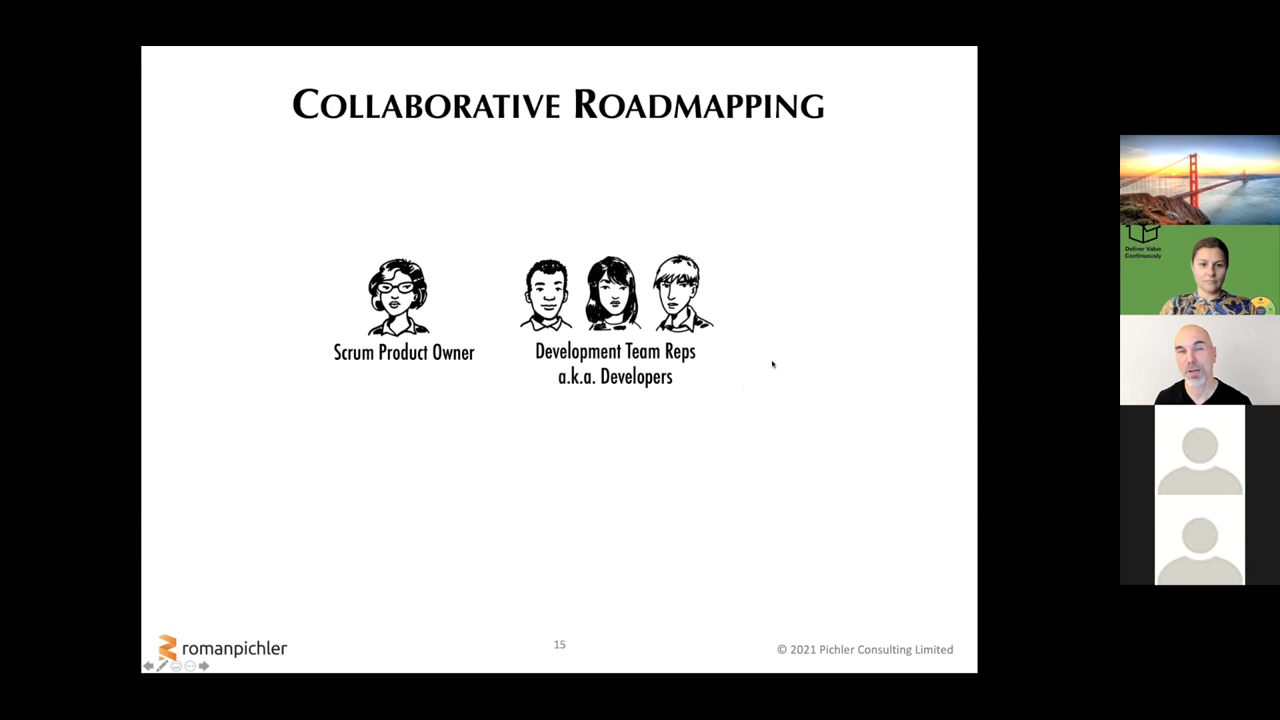 COLLABORATIVE ROADMAPPING
Scrum Product Owner
Development Team Reps
a.k.a. Developers
romanpichler
15
© 2021 Pichler Consulting Limited
Deliver Value
Continuously